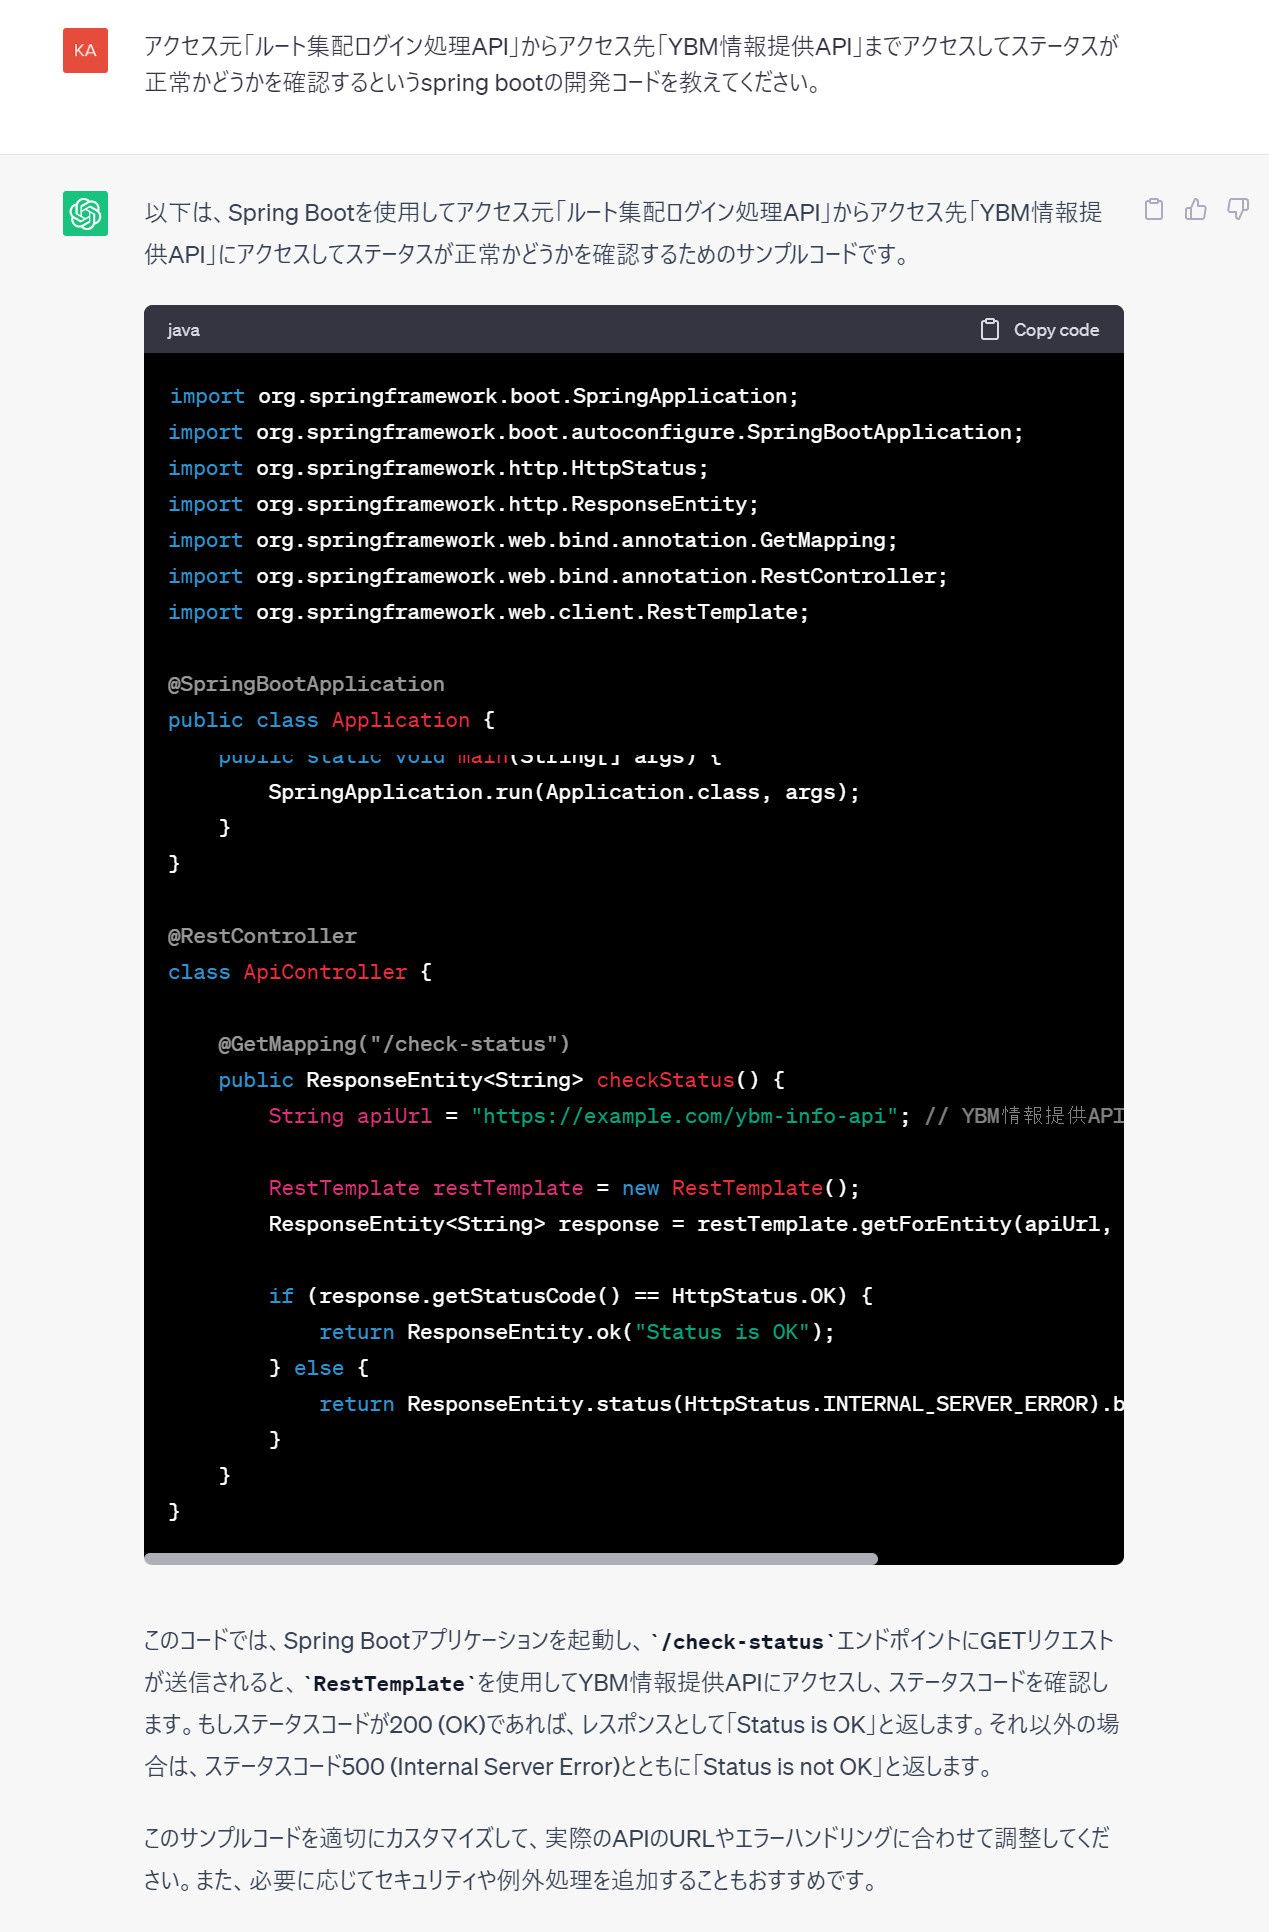 KA
アクセス元「ルート集配ログイン処理API」からアクセス先「YBM情報提供API」までアクセスしてステータスが
正常かどうかを確認するというspring bootの開発コードを教えてください。
以下は、Spring Bootを使用してアクセス元「ルート集配ログイン処理API」からアクセス先「YBM情報提
供API」にアクセスしてステータスが正常かどうかを確認するためのサンプルコードです。
java
Copy code
import org.springframework.boot.SpringApplication;
import org.springframework.boot.autoconfigure.SpringBootApplication;
import org.springframework.http.HttpStatus;
import org.springframework.http.ResponseEntity;
import org.springframework.web.bind.annotation.GetMapping;
import org.springframework.web.bind.annotation.RestController;
import org.springframework.web.client.RestTemplate;
@SpringBootApplication
public class Application {
    public static void main(String[] args) {
        SpringApplication.run(Application.class, args);
    }
}
@RestController
class ApiController {
    @GetMapping("/check-status")
    public ResponseEntity<String> checkStatus() {
        String apiUrl = "https://example.com/ybm-info-api"; // YBM情報提供API
        RestTemplate restTemplate = new RestTemplate();
        ResponseEntity<String> response = restTemplate.getForEntity(apiUrl,
        if (response.getStatusCode() == HttpStatus.OK) {
            return ResponseEntity.ok("Status is OK");
        } else {
            return ResponseEntity.status(HttpStatus.INTERNAL_SERVER_ERROR).b
        }
    }
}
このコードでは、Spring Bootアプリケーションを起動し、`/check-status`エンドポイントにGETリクエスト
が送信されると、`RestTemplate`を使用してYBM情報提供APIにアクセスし、ステータスコードを確認し
ます。もしステータスコードが200 (OK)であれば、レスポンスとして「Status is OK」と返します。それ以外の場
合は、ステータスコード500 (Internal Server Error)とともに「Status is not OK」と返します。
このサンプルコードを適切にカスタマイズして、実際のAPIのURLやエラーハンドリングに合わせて調整してくだ
さい。また、必要に応じてセキュリティや例外処理を追加することもおすすめです。